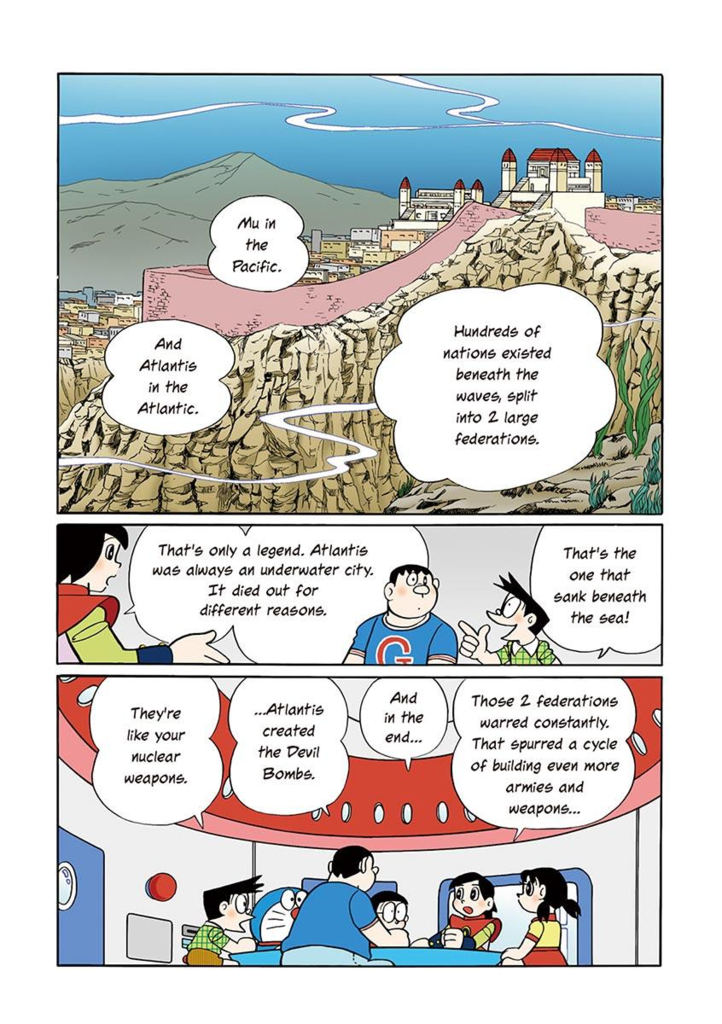 Hundreds of
nations existed
beneath the
waves, split
into 2 large
federations.
Mu in
the
Pacific.
And
Atlantis
in the
Atlantic.
That's the
one that
sank beneath
the sea!
That's only a legend. Atlantis
was always an underwater city.
It died out for
different reasons.
G
Those 2 federations
warred constantly.
That spurred a cycle
of building even more
armies and
weapons...
And
in the
end...
...Atlantis
created
the Devil
Bombs.
They're
like your
nuclear
weapons.